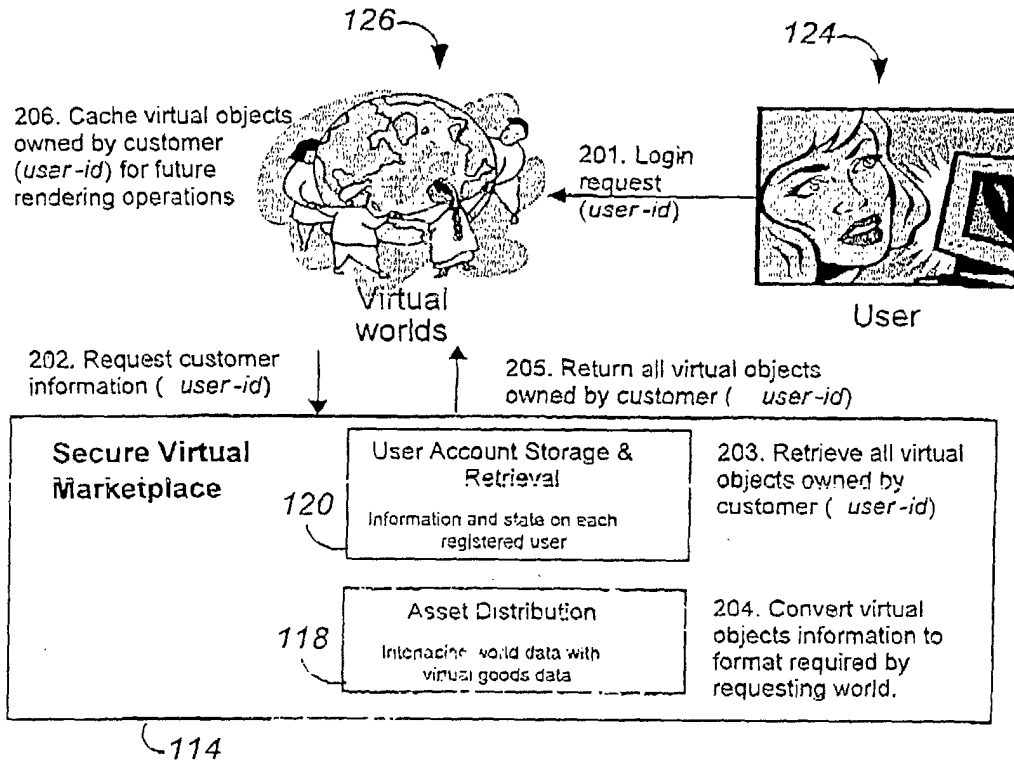 126
124
206. Cache virtual objects
owned by customer
(user-id) for future
rendering operations
201. Login
request
(user-id)
Virtual
worlds
User
202. Request customer
information ( user-id)
205. Return all virtual objects
owned by customer ( user-id)
Secure Virtual
Marketplace
User Account Storage &
Retrieval
Information and state on each
registered user
120
203. Retrieve all virtual
objects owned by
customer ( user-id)
Asset Distribution
world data with
virtual goods data
118
204. Convert virtual
objects information to
format required by
requesting world.
114